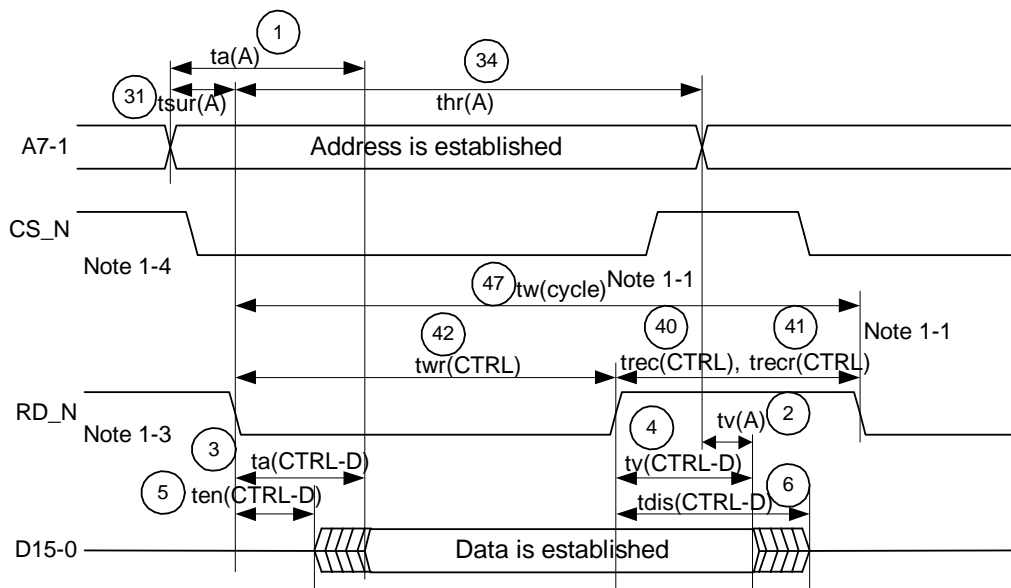 1
ta(A)
34
31
tsur(A)
thr(A)
A7-1
Address is established
CS_N
Note 1-4
47
tw(cycle)
Note 1-1
42
40
41
Note 1-1
twr(CTRL)
trec(CTRL), trecr(CTRL)
RD_N
Note 1-3
3
4
tv(A)
2
ta(CTRL-D)
tv(CTRL-D)
5
ten(CTRL-D)
tdis(CTRL-D)
6
D15-0
Data is established